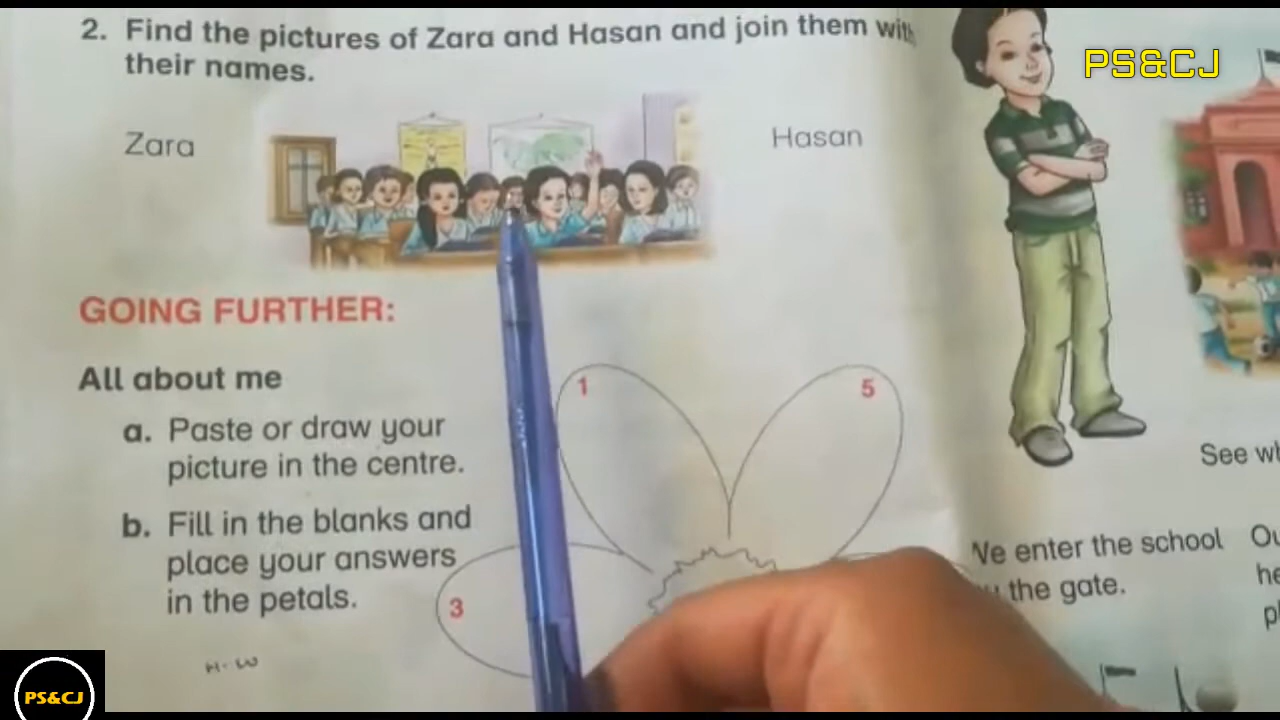 2. Find the pictures of Zara and Hasan and join them with
their names.
PS&CJ
Zara
Hasan
GOING FURTHER:
All about me
a. Paste or draw your
picture in the centre.
b. Fill in the blanks and
place your answers
in the petals.
1
5
3
See
We enter the school
the gate.
H.W
PS&CJ